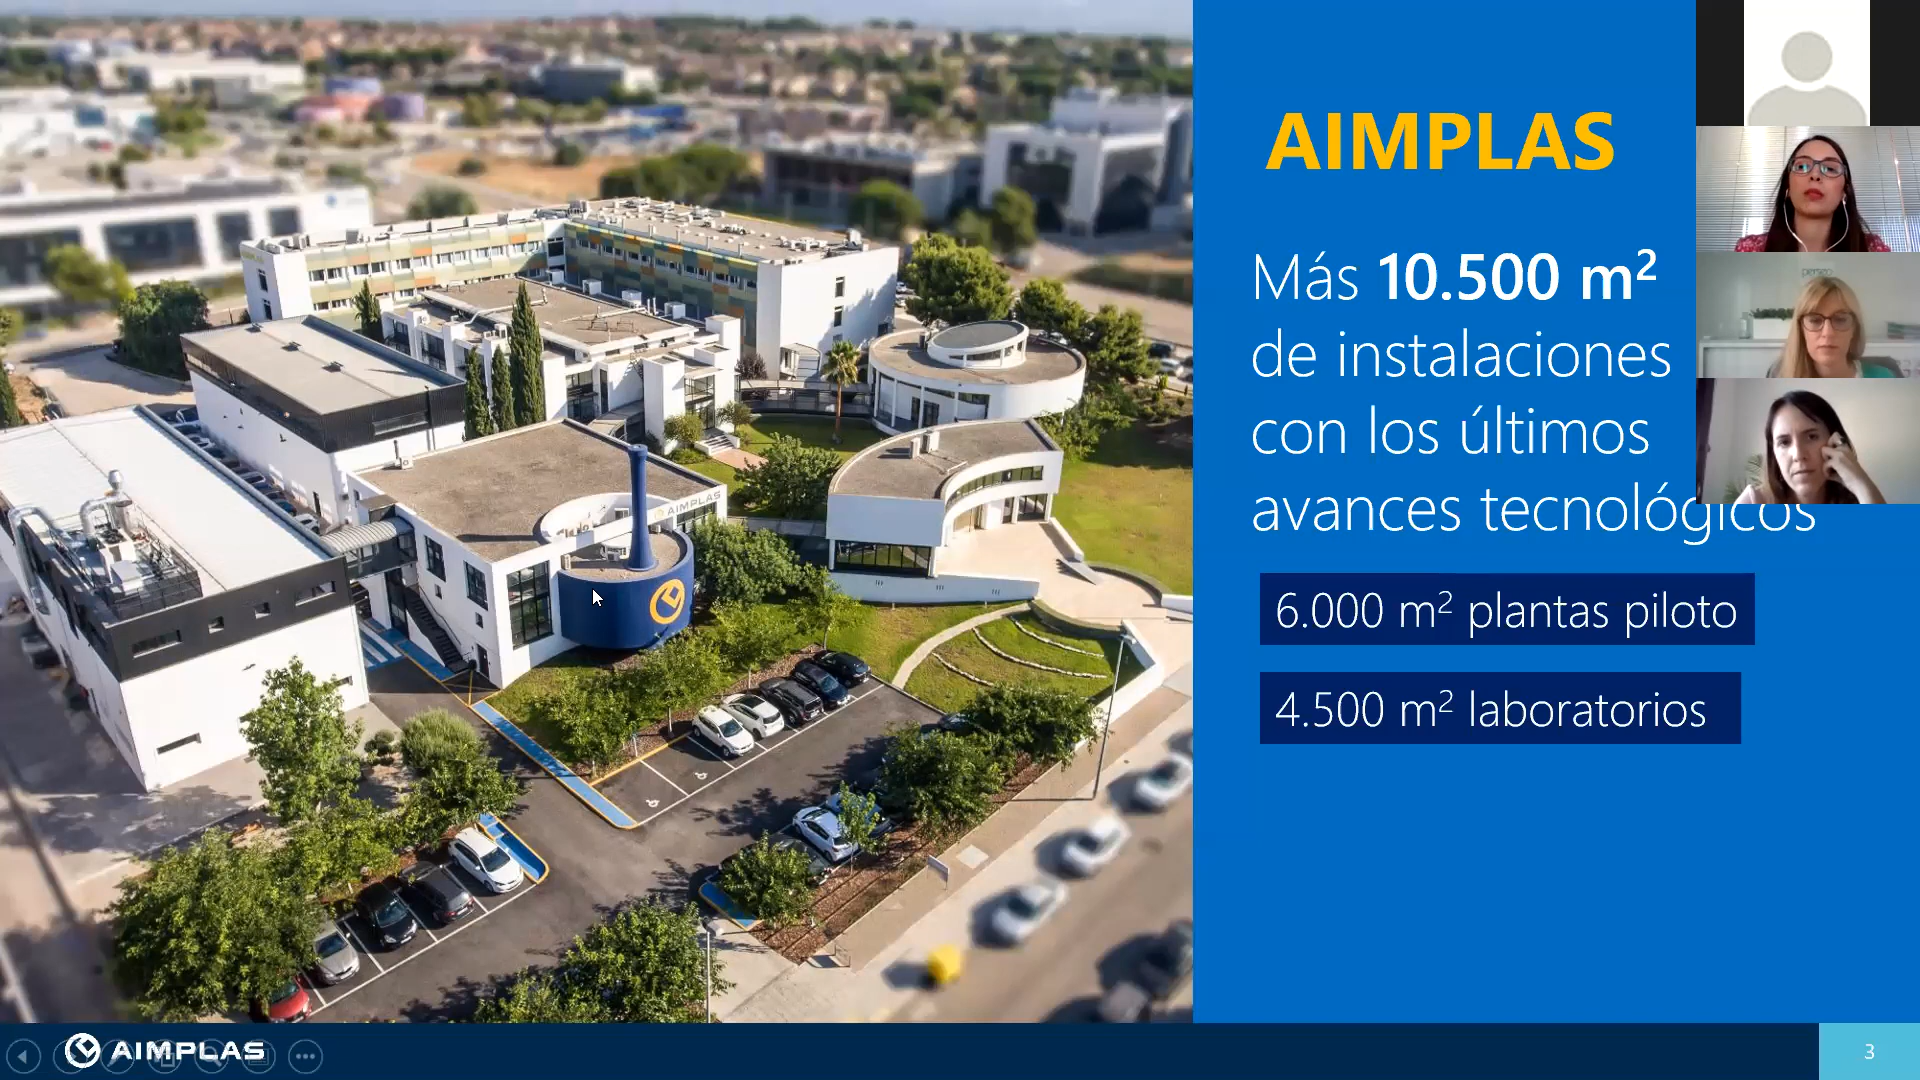 AIMPLAS
Más 10.500 m²
de instalaciones
con los últimos
avances tecnológicos
6.000 m² plantas piloto
4.500 m² laboratorios
AIMPLAS
perseo
AIMPLAS
3